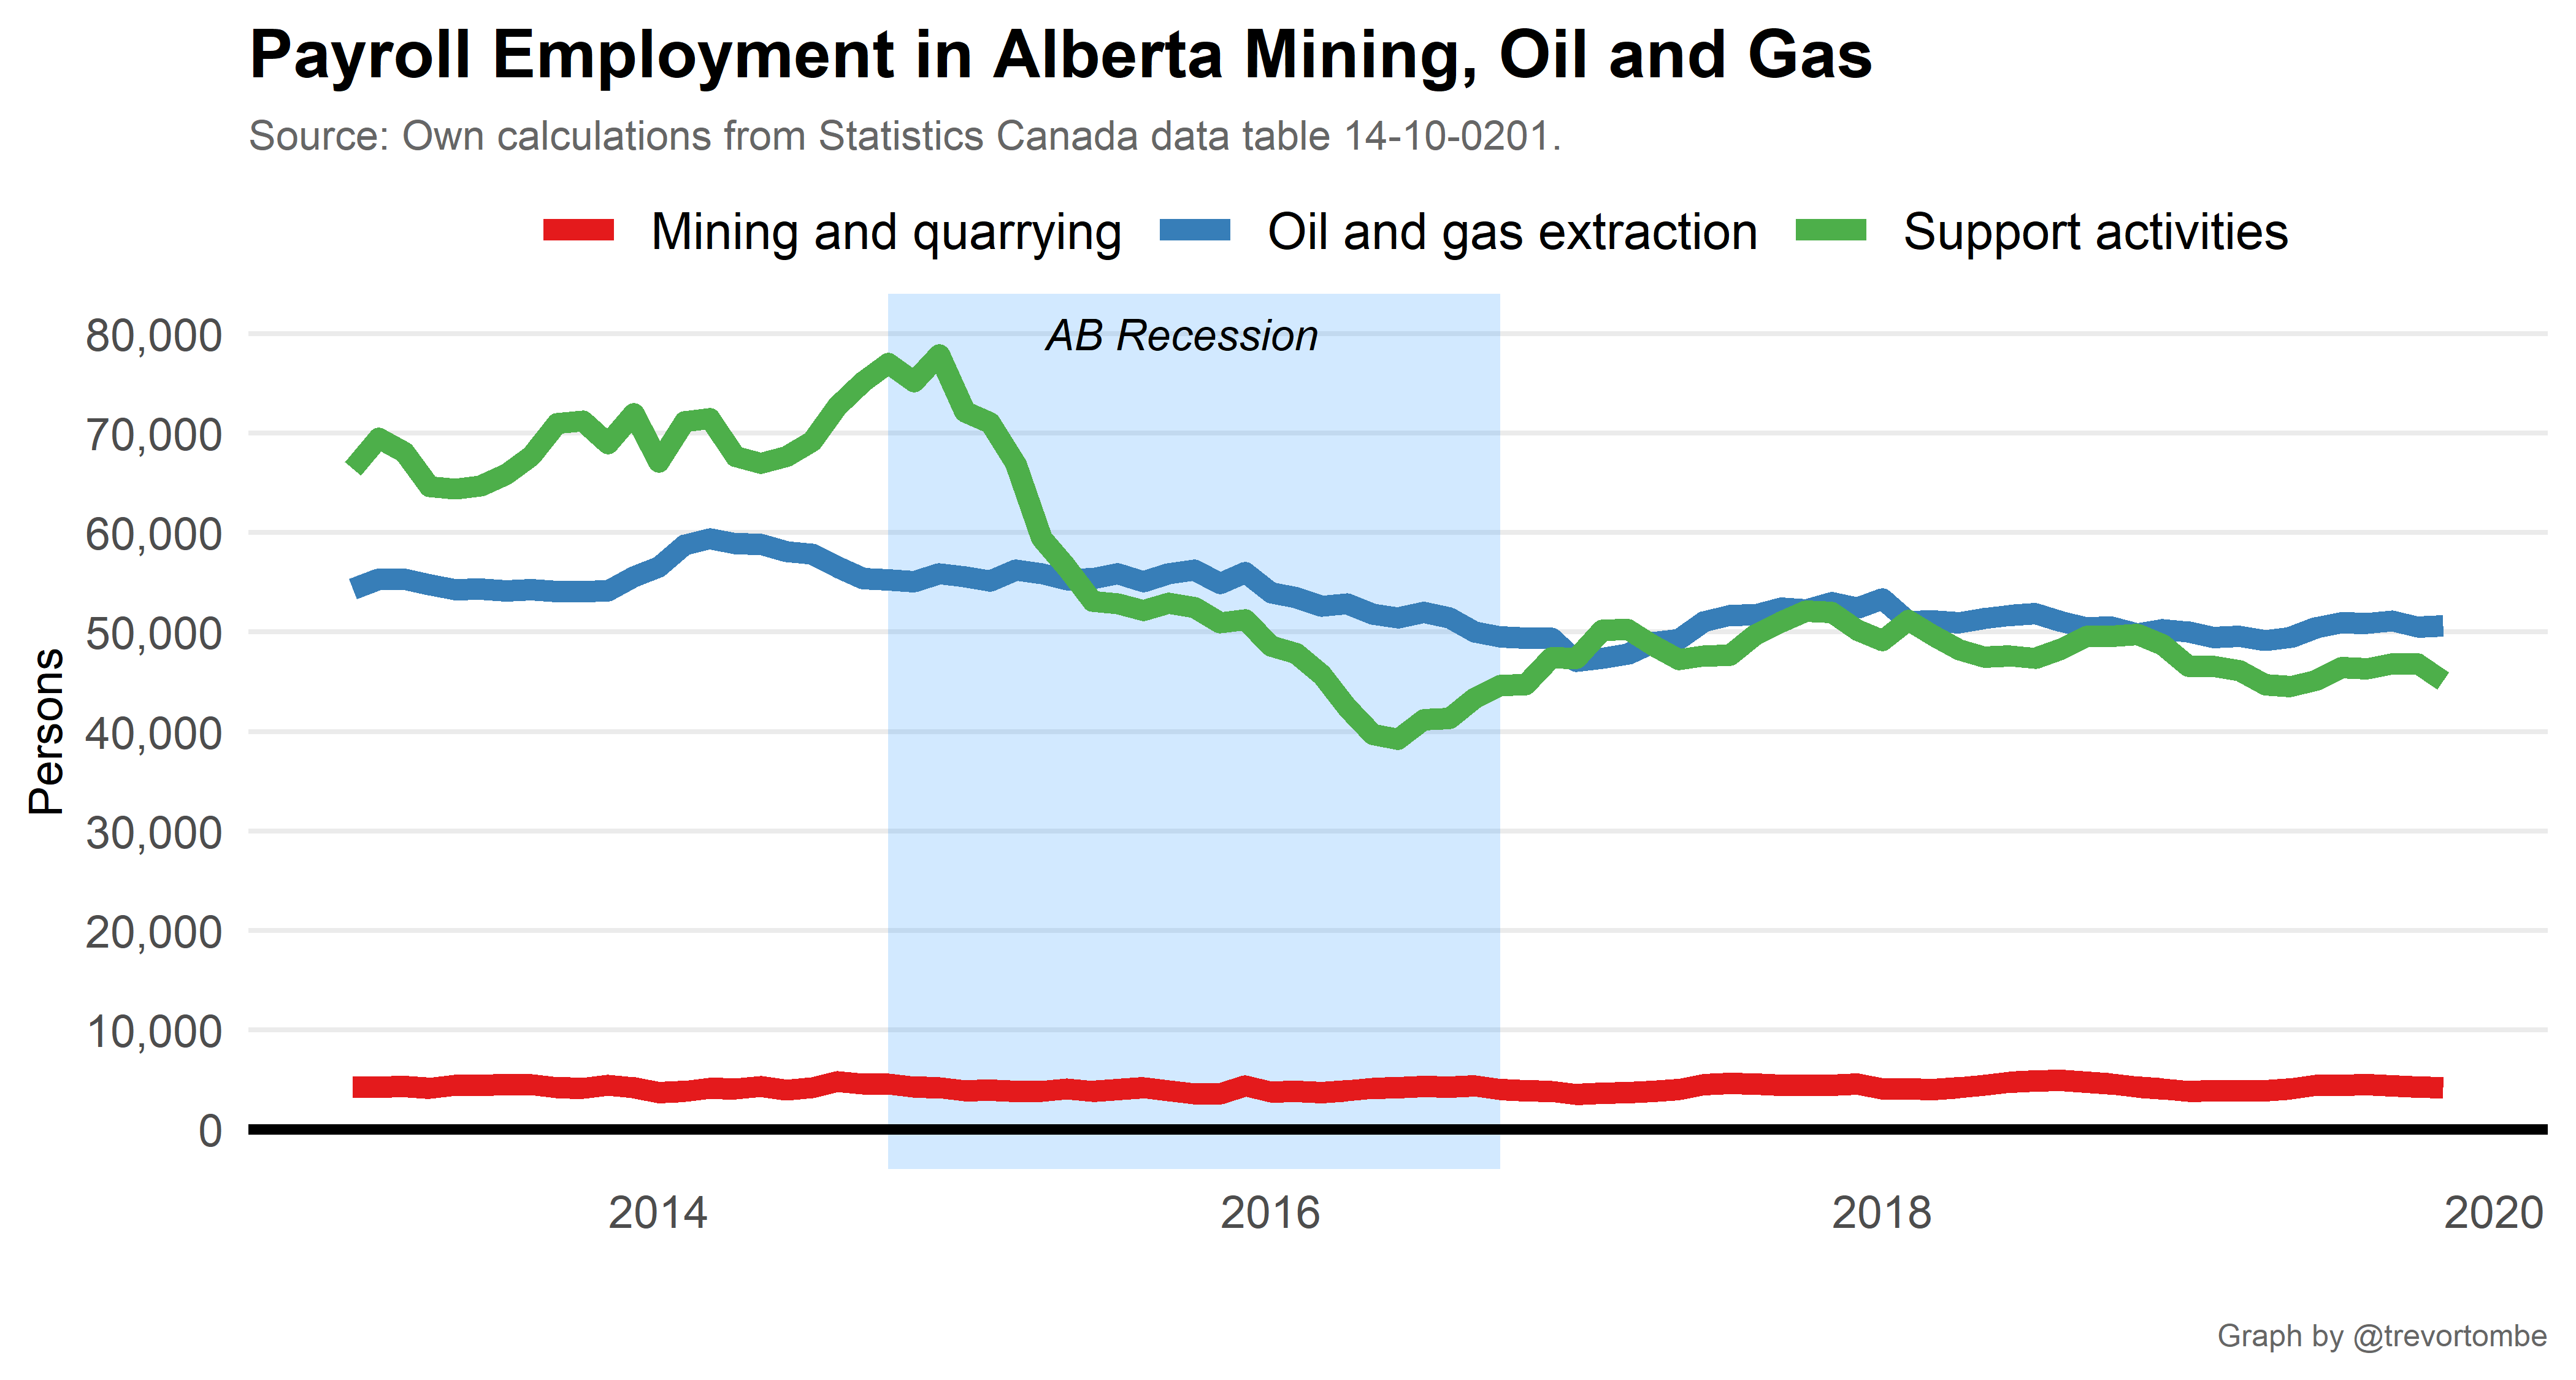 Payroll Employment in Alberta Mining, Oil and Gas
Source: Own calculations from Statistics Canada data table 14-10-0201.
Mining and quarrying
Oil and gas extraction
Support activities
AB Recession
Persons
80,000
70,000
60,000
50,000
40,000
30,000
20,000
10,000
0
2014
2016
2018
2020
Graph by @trevortombe